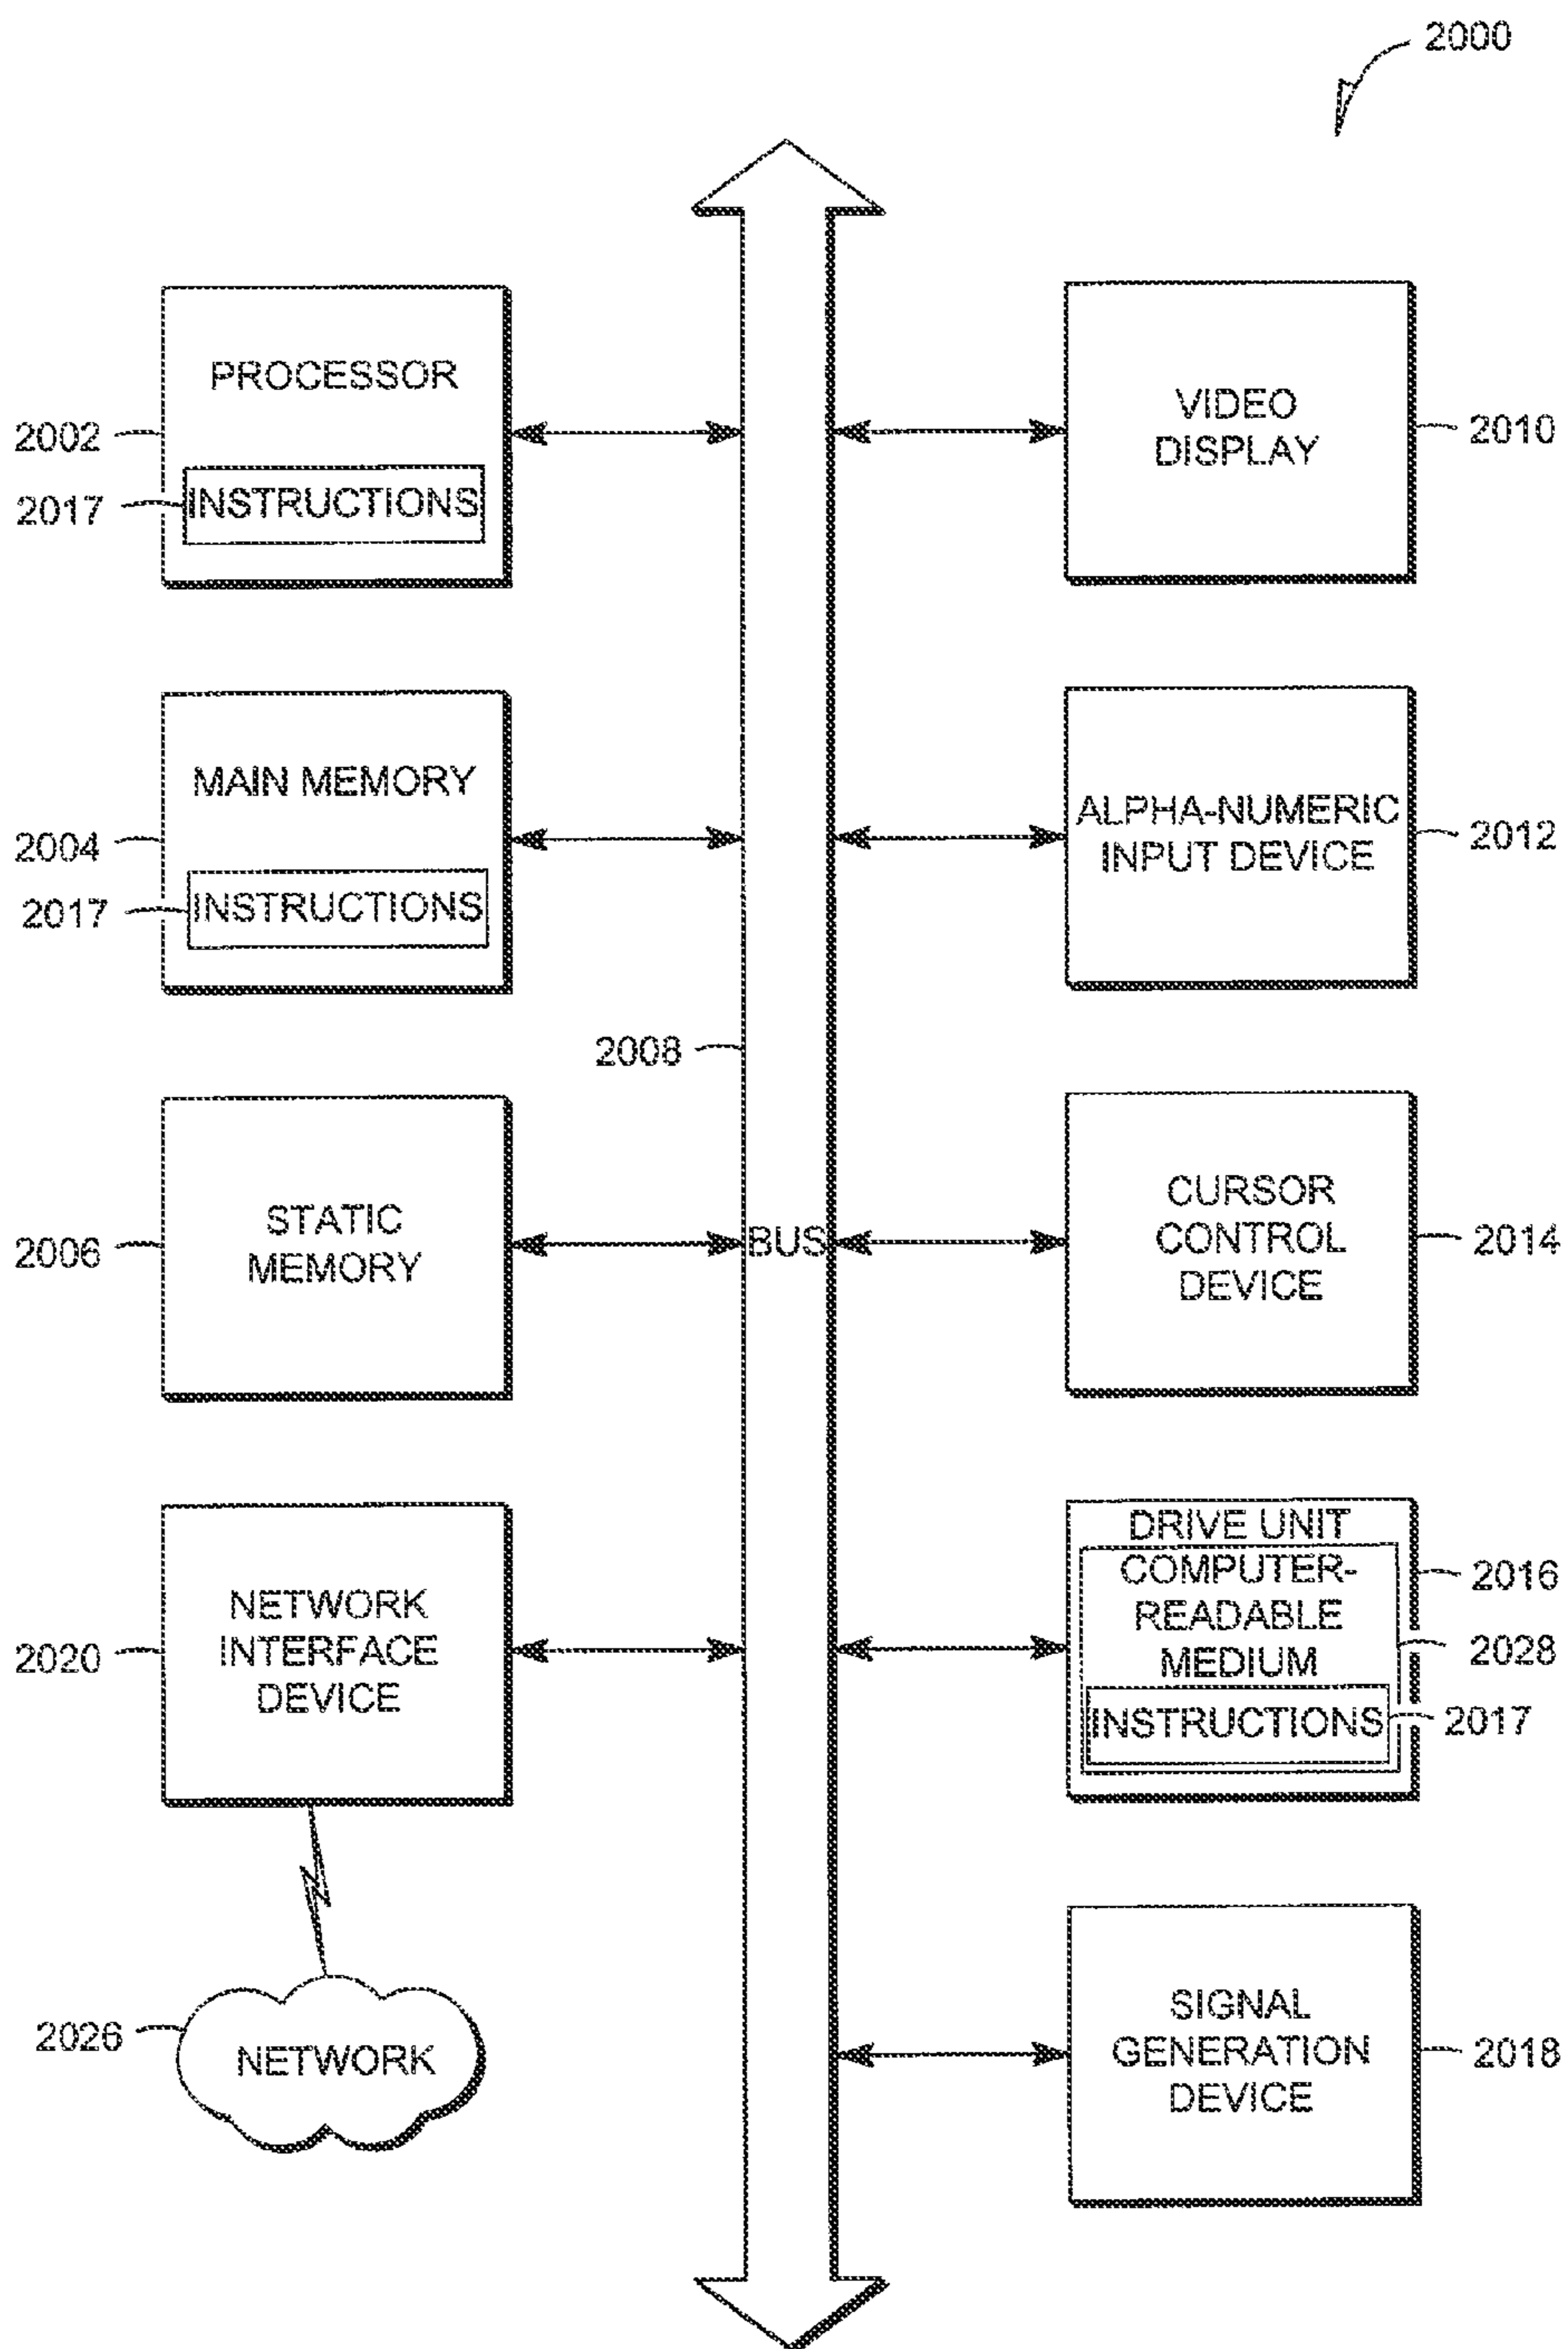 2000
PROCESSOR
2002
2017
INSTRUCTIONS
VIDEO
DISPLAY
2010
MAIN MEMORY
2004
2017
INSTRUCTIONS
ALPHA-NUMERIC
INPUT DEVICE
2012
2008
STATIC
MEMORY
2006
BUS
CURSOR
CONTROL
DEVICE
2014
NETWORK
INTERFACE
DEVICE
2020
DRIVE UNIT
COMPUTER-
READABLE
MEDIUM
INSTRUCTIONS
2016
2028
2017
2026
NETWORK
SIGNAL
GENERATION
DEVICE
2018